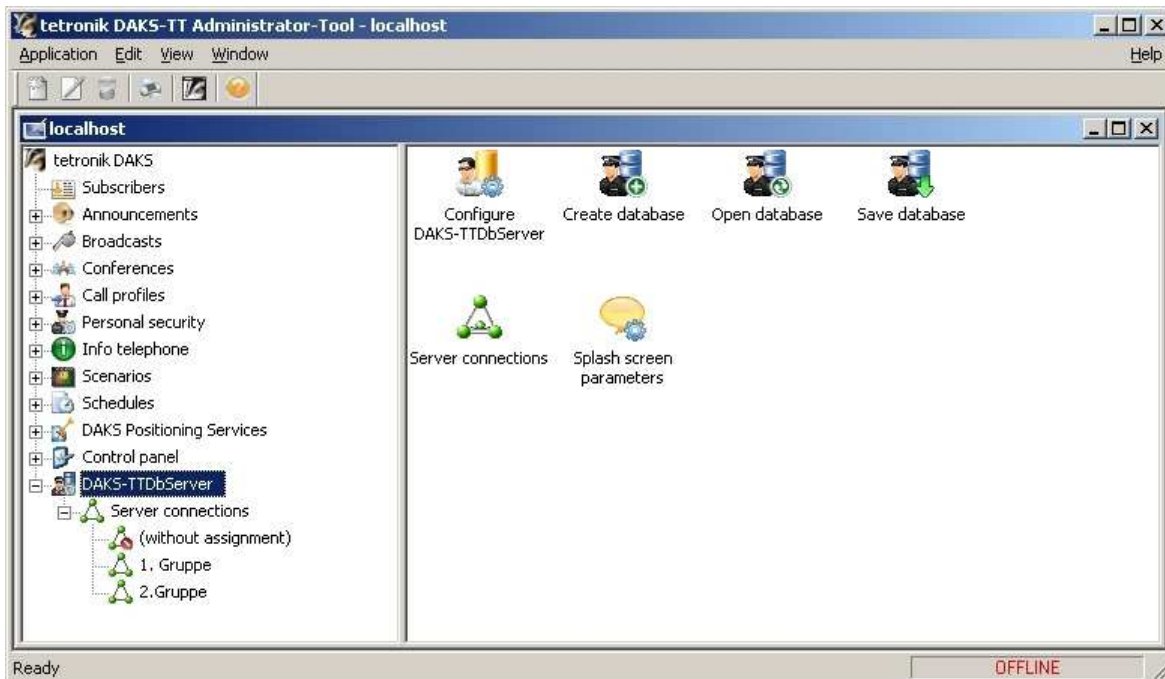 tetronik DAKS-TT Administrator-Tool - localhost
Application Edit View Window Help
localhost
tetronik DAKS
Subscribers
Announcements
Broadcasts
Conferences
Call profiles
Personal security
Info telephone
Scenarios
Schedules
DAKS Positioning Services
Control panel
DAKS-TTDbServer
Server connections
(without assignment)
1. Gruppe
2.Gruppe
Configure
DAKS-TTDbServer
Create database
Open database
Save database
Server connections
Splash screen
parameters
Ready
OFFLINE